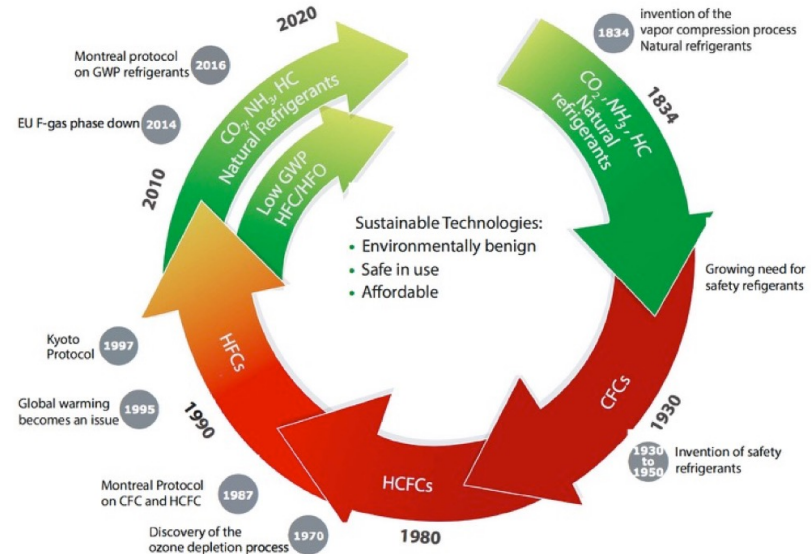 1834
invention of the
vapor compression process
Natural refrigerants
CO₂, NH₃, HC
Natural
refrigerants
1834
Growing need for
safety refigerants
CFCs
1930
1930
to
1950
Invention of safety
refrigerants
HCFCs
1980
Discovery of the
ozone depletion process
1970
Montreal Protocol
on CFC and HCFC
1987
HFCs
1990
Global warming
becomes an issue
1995
Kyoto
Protocol
1997
2010
EU F-gas phase down
2014
Montreal protocol
on GWP refrigerants
2016
2020
CO₂, NH₃, HC
Natural Refrigerants
Low GWP
HFC/HFO
Sustainable Technologies:
• Environmentally benign
• Safe in use
• Affordable